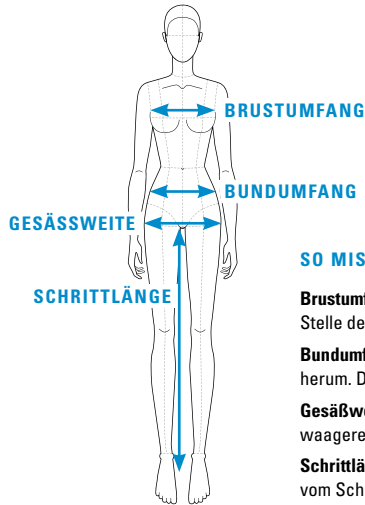 BRUSTUMFANG
BUNDUMFANG
GESÄSSWEITE
SCHRITTLÄNGE
SO MIS
Brustumf
Stelle de
Bundumf
herum. D
Gesäßwe
waagere
Schrittlä
vom Sch